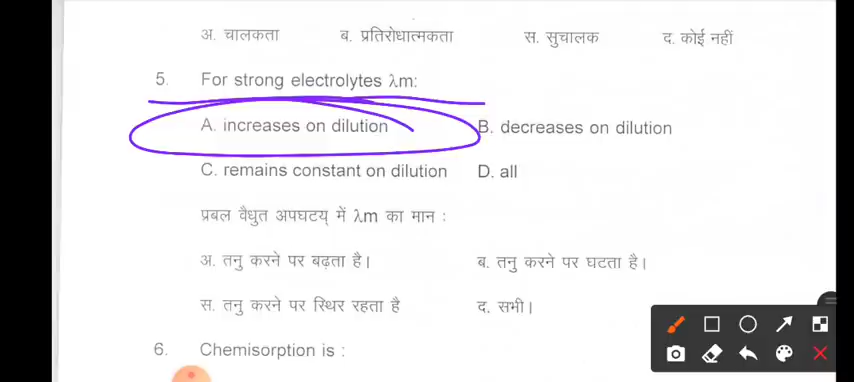 अ. चालकता ब. प्रतिरोधात्मकता स. सुचालक द. कोई नहीं
5. For strong electrolytes λm:
A. increases on dilution B. decreases on dilution
C. remains constant on dilution D. all
प्रबल वैधुत अपघटय् में λm का मान :
अ. तनु करने पर बढ़ता है। ब. तनु करने पर घटता है।
स. तनु करने पर स्थिर रहता है द. सभी।
6. Chemisorption is :